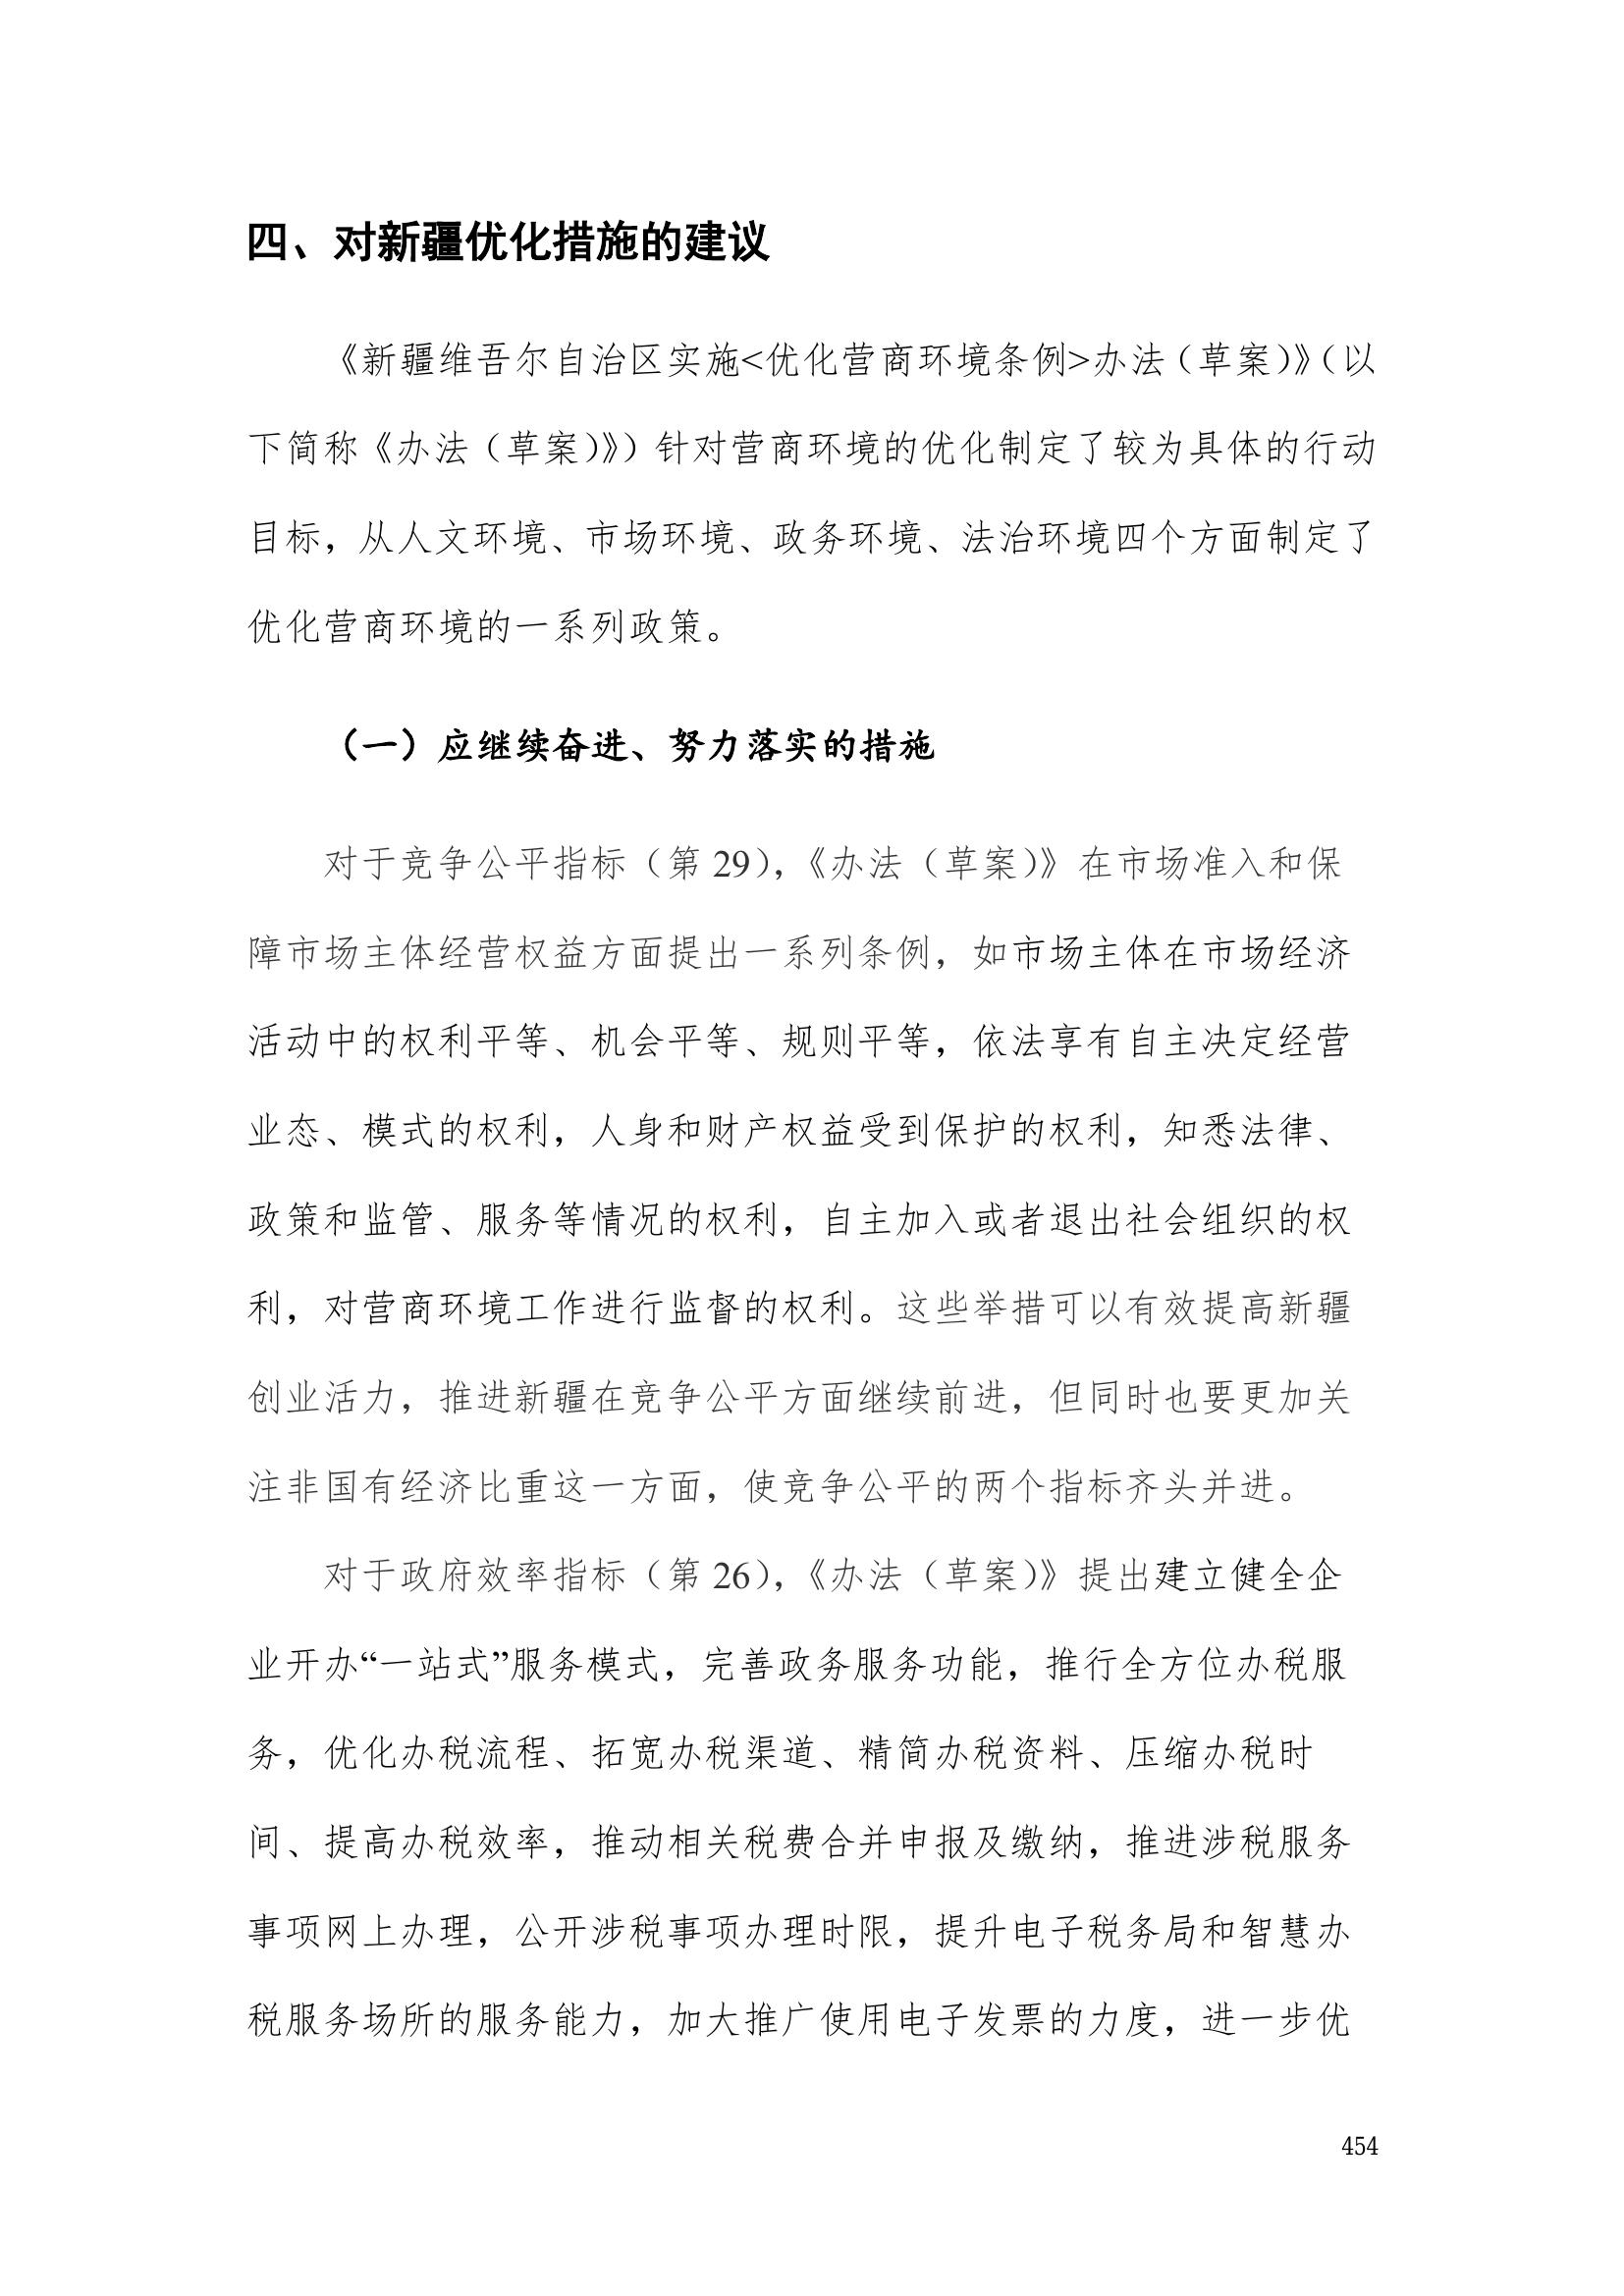 四、对新疆优化措施的建议
《新疆维吾尔自治区实施<优化营商环境条例>办法（草案）》（以
下简称《办法（草案）》）针对营商环境的优化制定了较为具体的行动
目标，从人文环境、市场环境、政务环境、法治环境四个方面制定了
优化营商环境的一系列政策。
（一）应继续奋进、努力落实的措施
对于竞争公平指标（第 29），《办法（草案）》在市场准入和保
障市场主体经营权益方面提出一系列条例，如市场主体在市场经济
活动中的权利平等、机会平等、规则平等，依法享有自主决定经营
业态、模式的权利，人身和财产权益受到保护的权利，知悉法律、
政策和监管、服务等情况的权利，自主加入或者退出社会组织的权
利，对营商环境工作进行监督的权利。这些举措可以有效提高新疆
创业活力，推进新疆在竞争公平方面继续前进，但同时也要更加关
注非国有经济比重这一方面，使竞争公平的两个指标齐头并进。
对于政府效率指标（第 26），《办法（草案）》提出建立健全企
业开办“一站式”服务模式，完善政务服务功能，推行全方位办税服
务，优化办税流程、拓宽办税渠道、精简办税资料、压缩办税时
间、提高办税效率，推动相关税费合并申报及缴纳，推进涉税服务
事项网上办理，公开涉税事项办理时限，提升电子税务局和智慧办
税服务场所的服务能力，加大推广使用电子发票的力度，进一步优
454